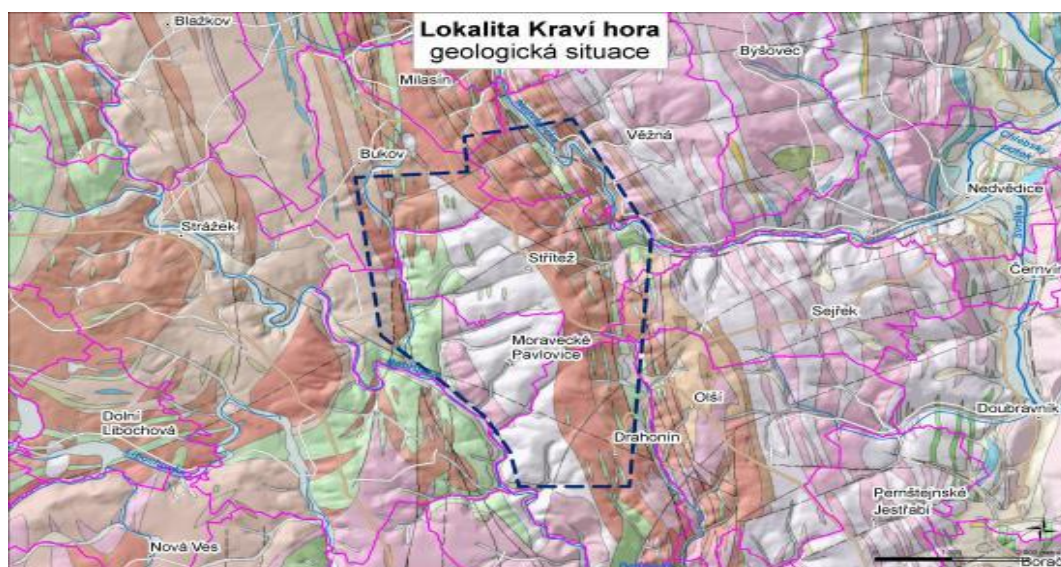 Lokalita Kraví hora
geologická situace
Blažkov
Milasín
Byšovec
Bukov
Věžná
Nedvědice
Strážek
Střítež
Černvír
Sejřek
Moravecké
Pavlovice
Olší
Dolní
Libochová
Doubravník
Drahonín
Pernštejnské
Jestřabí
Nová Ves
Borač